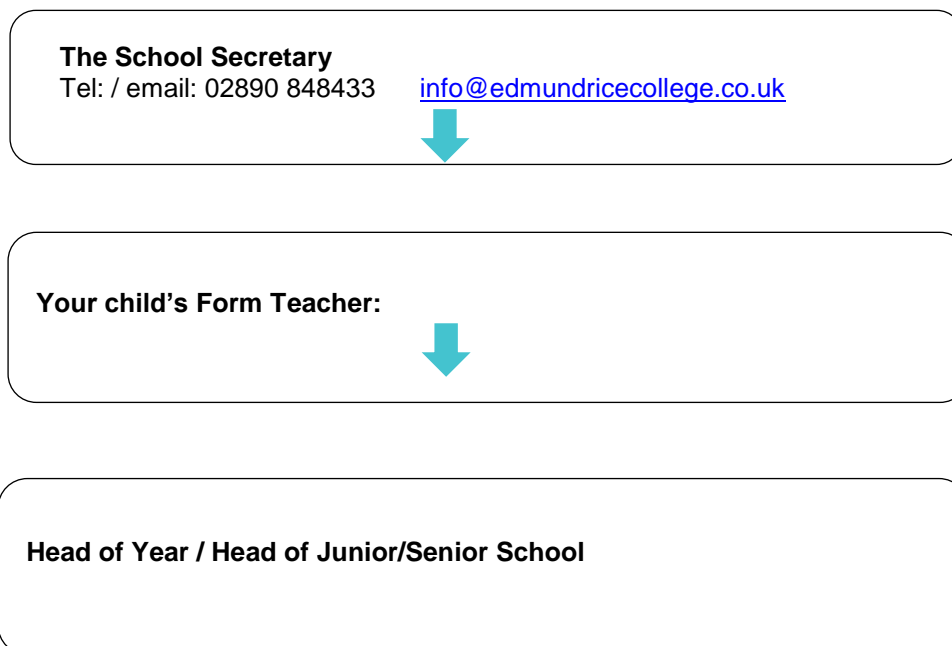 The School Secretary
Tel: / email: 02890 848433 info@edmundricecollege.co.uk
Your child’s Form Teacher:
Head of Year / Head of Junior/Senior School